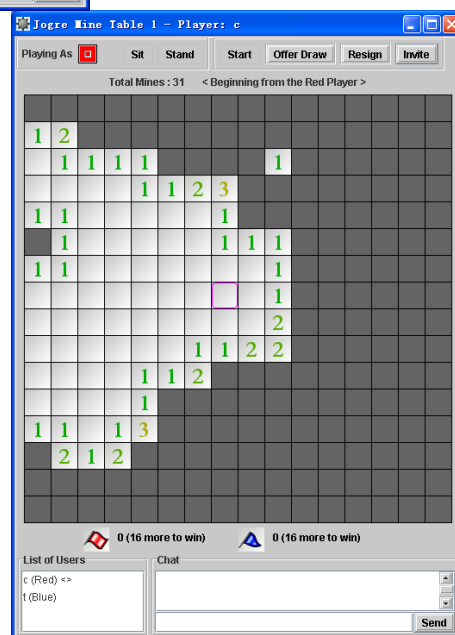 Jogre Mine Table 1 - Player: c
Playing As Sit Stand Start Offer Draw Resign Invite
Total Mines : 31 < Beginning from the Red Player >
1 2
1 1 1 1 1
1 1 2 3
1 1 1
1 1 1 1
1 1 1
1
2
1 1 2 2
1 1 2
1
1 1 1 3
2 1 2
0 (16 more to win) 0 (16 more to win)
List of Users Chat
c (Red) <>
t (Blue)
Send